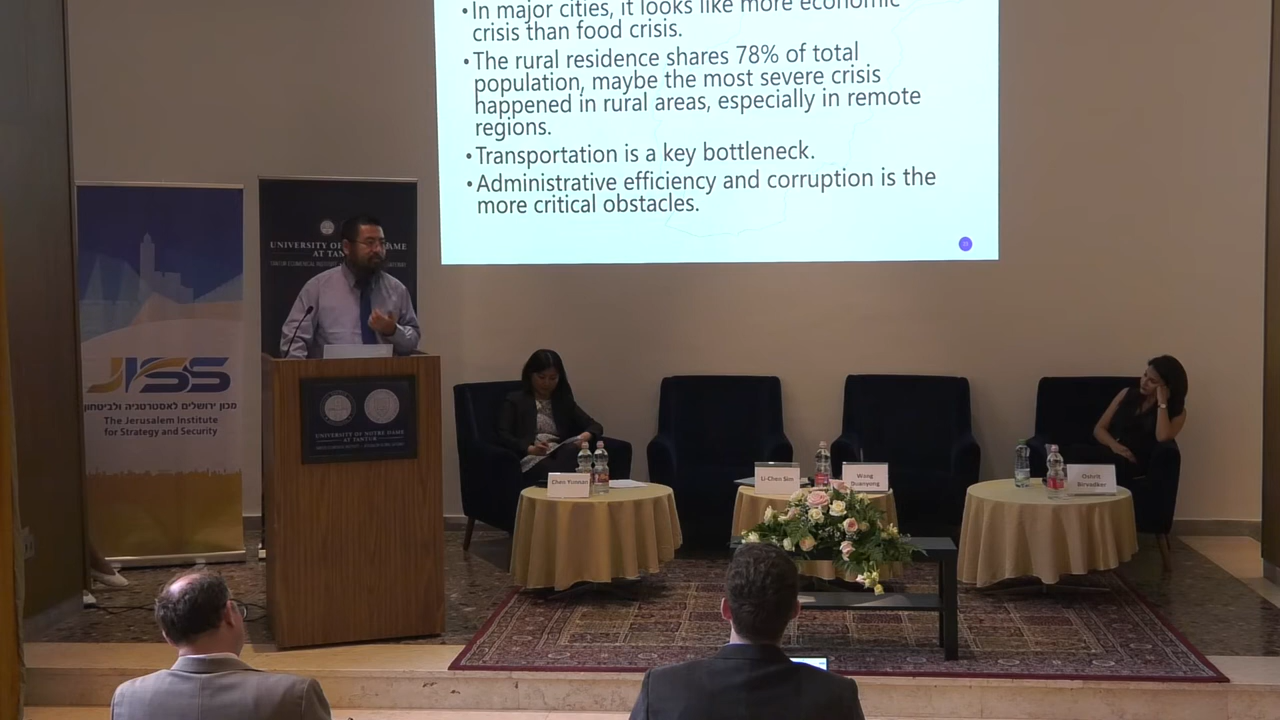 • In major cities, it looks like more economic
crisis than food crisis.
• The rural residence shares 78% of total
population, maybe the most severe crisis
happened in rural areas, especially in remote
regions.
• Transportation is a key bottleneck.
• Administrative efficiency and corruption is the
more critical obstacles.
JISS
מכון ירושלים לאסטרטגיה ולביטחון
The Jerusalem Institute
for Strategy and Security
UNIVERSITY OF DAME
AT
UNIVERSITY OF NOTRE DAME
AT TANTUR
Chen Yunnan
Li-Chen Sim
Wang
Duanyong
Oshrit
Birvadker